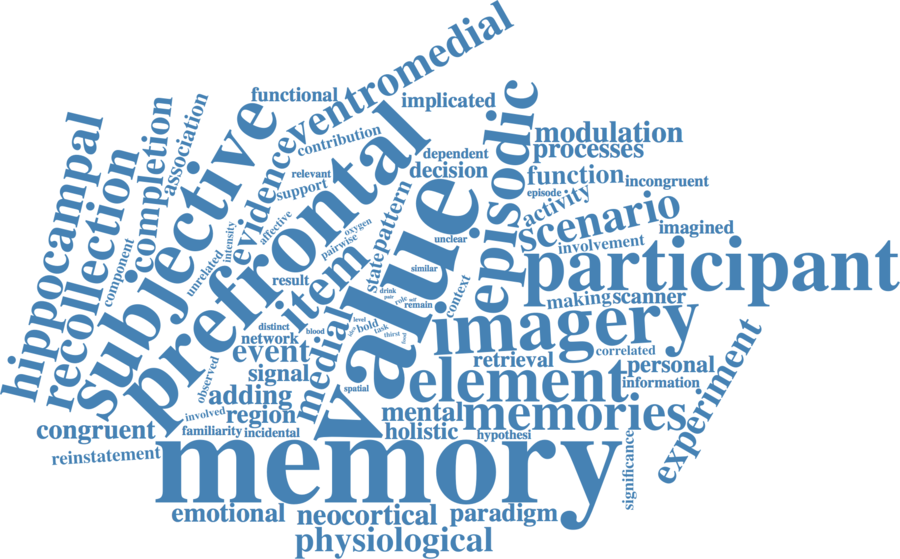 ventromedial
functional
implicated
hippocampal
recollection
completion
association
subjective
evidence
contribution
prefrontal
episodic
modulation
processes
dependent
decision
function
incongruent
relevant
support
pattern
state
episode
activity
scenario
imagined
involvement
affective
intensity
unrelated
component
oxygen
pairwise
unclear
value
participant
result
item
similar
context
making
scanner
drink
pair
role
remain
imagery
distinct
network
blood
level
bold
task
thirst
food
event
medial
retrieval
correlated
personal
information
experiment
signal
observed
spatial
element
adding
region
involved
mental
memories
congruent
familiarity
incidental
holistic
hypothesi
reinstatement
memory
significance
emotional
neocortical
paradigm
physiological